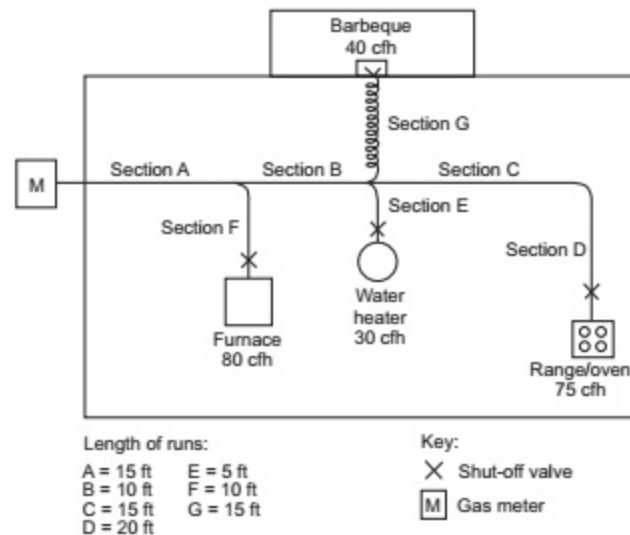 Barbeque
40 cfh
Section G
Section A
Section B
Section C
M
Section E
Section F
Section D
Furnace
80 cfh
Water
heater
30 cfh
Range/oven
75 cfh
Length of runs:
A = 15 ft E = 5 ft
B = 10 ft F = 10 ft
C = 15 ft G = 15 ft
D = 20 ft
Key:
Shut-off valve
M Gas meter